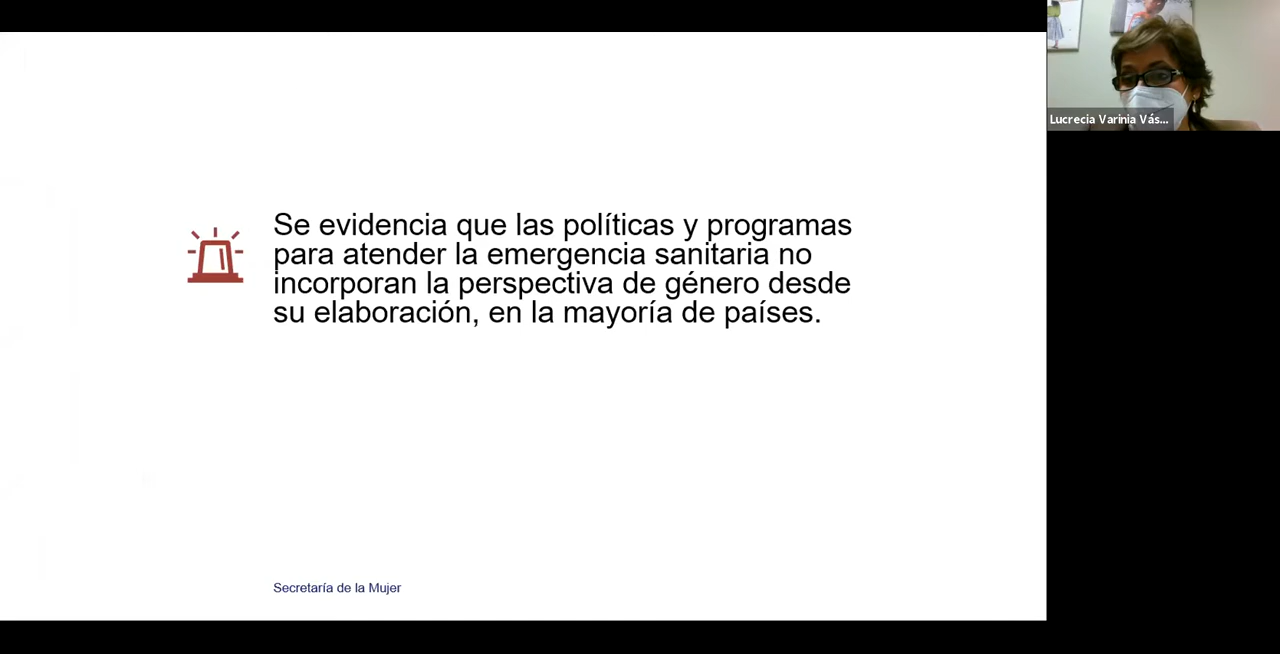 Se evidencia que las políticas y programas
para atender la emergencia sanitaria no
incorporan la perspectiva de género desde
su elaboración, en la mayoría de países.
Secretaría de la Mujer
Lucrecia Varinia Vás...